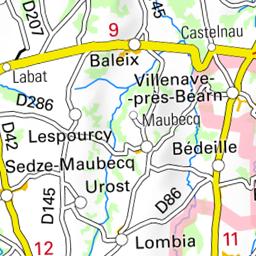 D207
9
D45
Castelnau
Labat
Baleix
Villenave-
-près-Béarn
D286
Maubecq
Lespourcy
D42
Bédeille
Sedze-Maubecq
Urost
D145
D86
Lombia
12
11